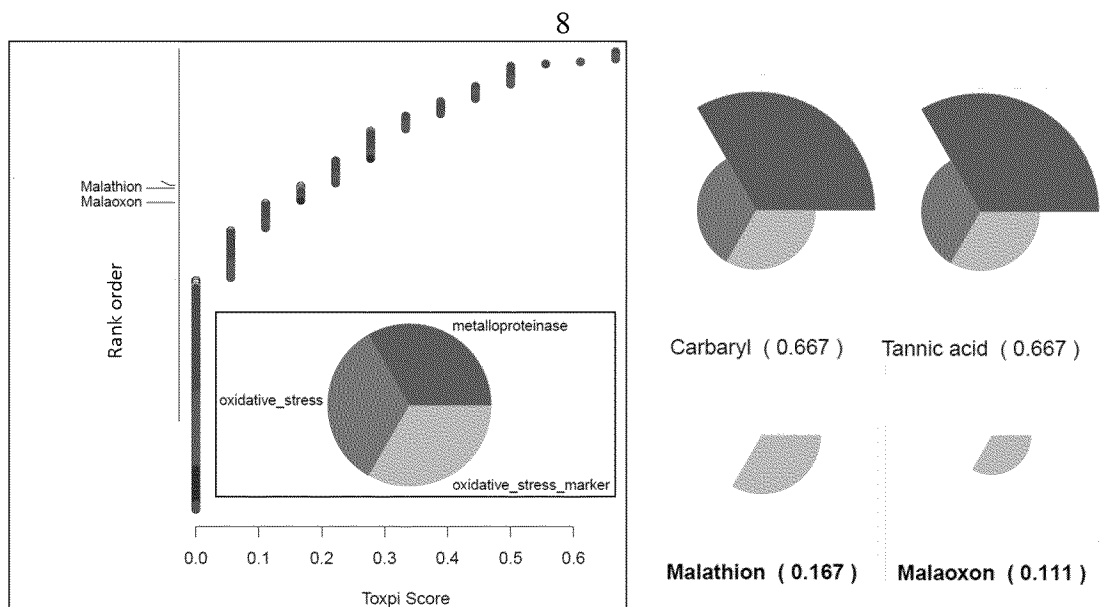 8
Malathion
Malaoxon
Rank order
metalloproteinase
oxidative_stress
oxidative_stress_marker
0.0 0.1 0.2 0.3 0.4 0.5 0.6
Toxpi Score
Carbaryl ( 0.667 ) Tannic acid ( 0.667 )
Malathion ( 0.167 ) Malaoxon ( 0.111 )